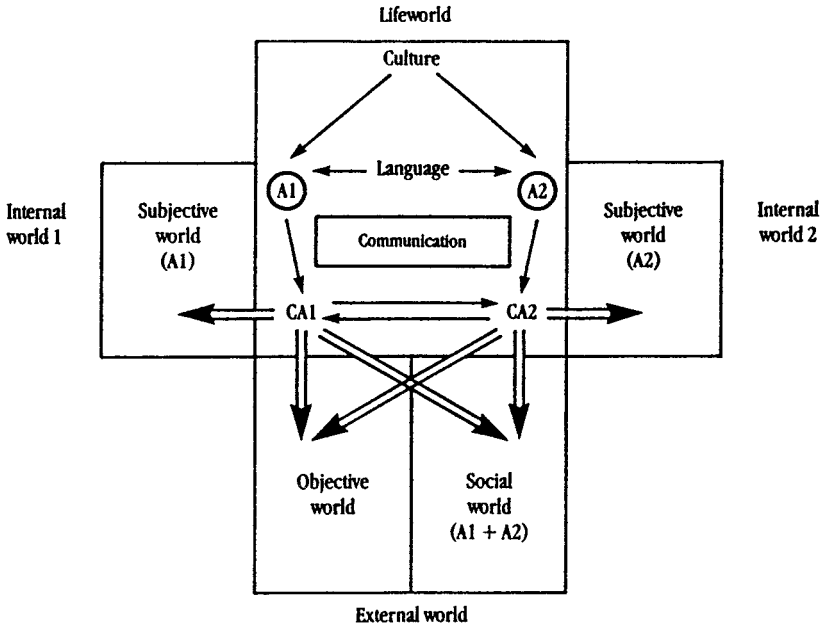 Lifeworld
Culture
Language
A1
A2
Internal
world 1
Subjective
world
(A1)
Communication
Subjective
world
(A2)
Internal
world 2
CA1
CA2
Objective
world
Social
world
(A1 + A2)
External world